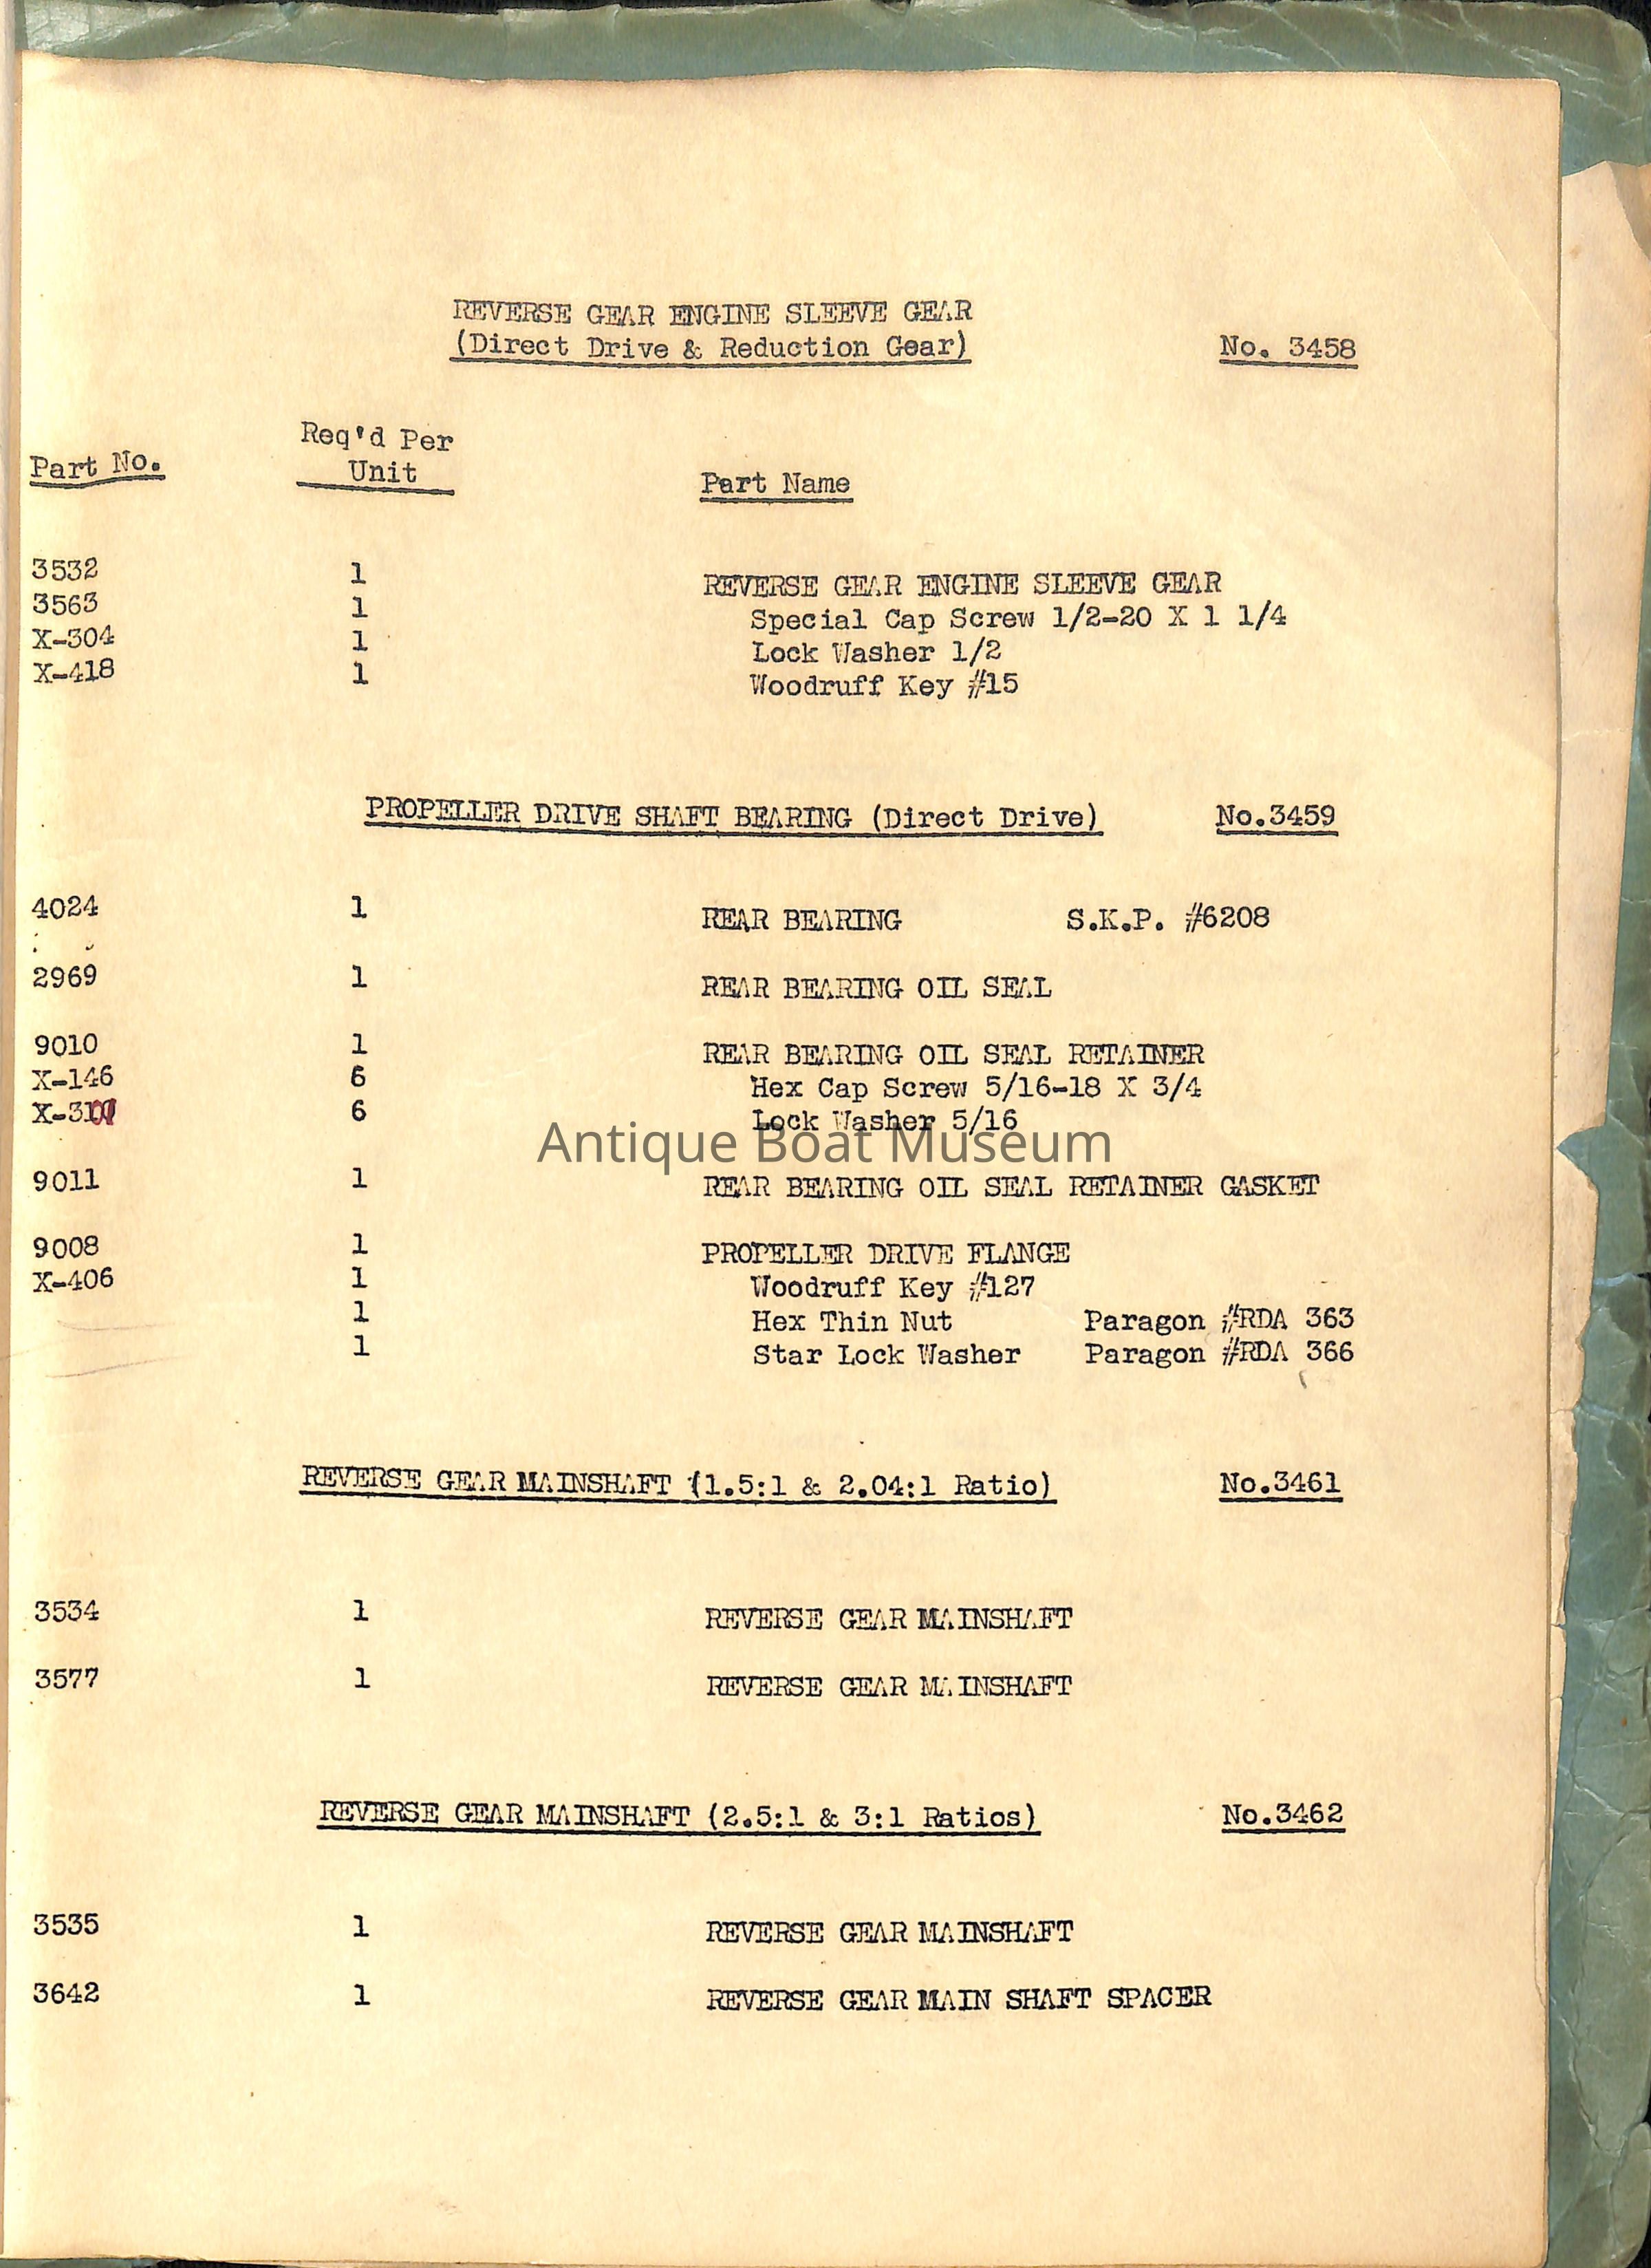 REVERSE GEAR ENGINE SLEEVE GEAR
(Direct Drive & Reduction Gear) No. 3458
Req'd Per
Part No. Unit Part Name
3532 1 REVERSE GEAR ENGINE SLEEVE GEAR
3563 1 Special Cap Screw 1/2-20 X 1 1/4
X-304 1 Lock Washer 1/2
X-418 1 Woodruff Key #15
PROPELLER DRIVE SHAFT BEARING (Direct Drive) No.3459
4024 1 REAR BEARING S.K.P. #6208
2969 1 REAR BEARING OIL SEAL
9010 1 REAR BEARING OIL SEAL RETAINER
X-146 6 Hex Cap Screw 5/16-18 X 3/4
6 Lock Washer 5/16
Antique Boat Museum
9011 1 REAR BEARING OIL SEAL RETAINER GASKET
9008 1 PROPELLER DRIVE FLANGE
X-406 1 Woodruff Key #127
1 Hex Thin Nut Paragon #RDA 363
1 Star Lock Washer Paragon #RDA 366
REVERSE GEAR MAINSHAFT (1.5:1 & 2.04:1 Ratio) No.3461
3534 1 REVERSE GEAR MAINSHAFT
3577 1 REVERSE GEAR MAINSHAFT
REVERSE GEAR MAINSHAFT (2.5:1 & 3:1 Ratios) No.3462
3535 1 REVERSE GEAR MAINSHAFT
3642 1 REVERSE GEAR MAIN SHAFT SPACER